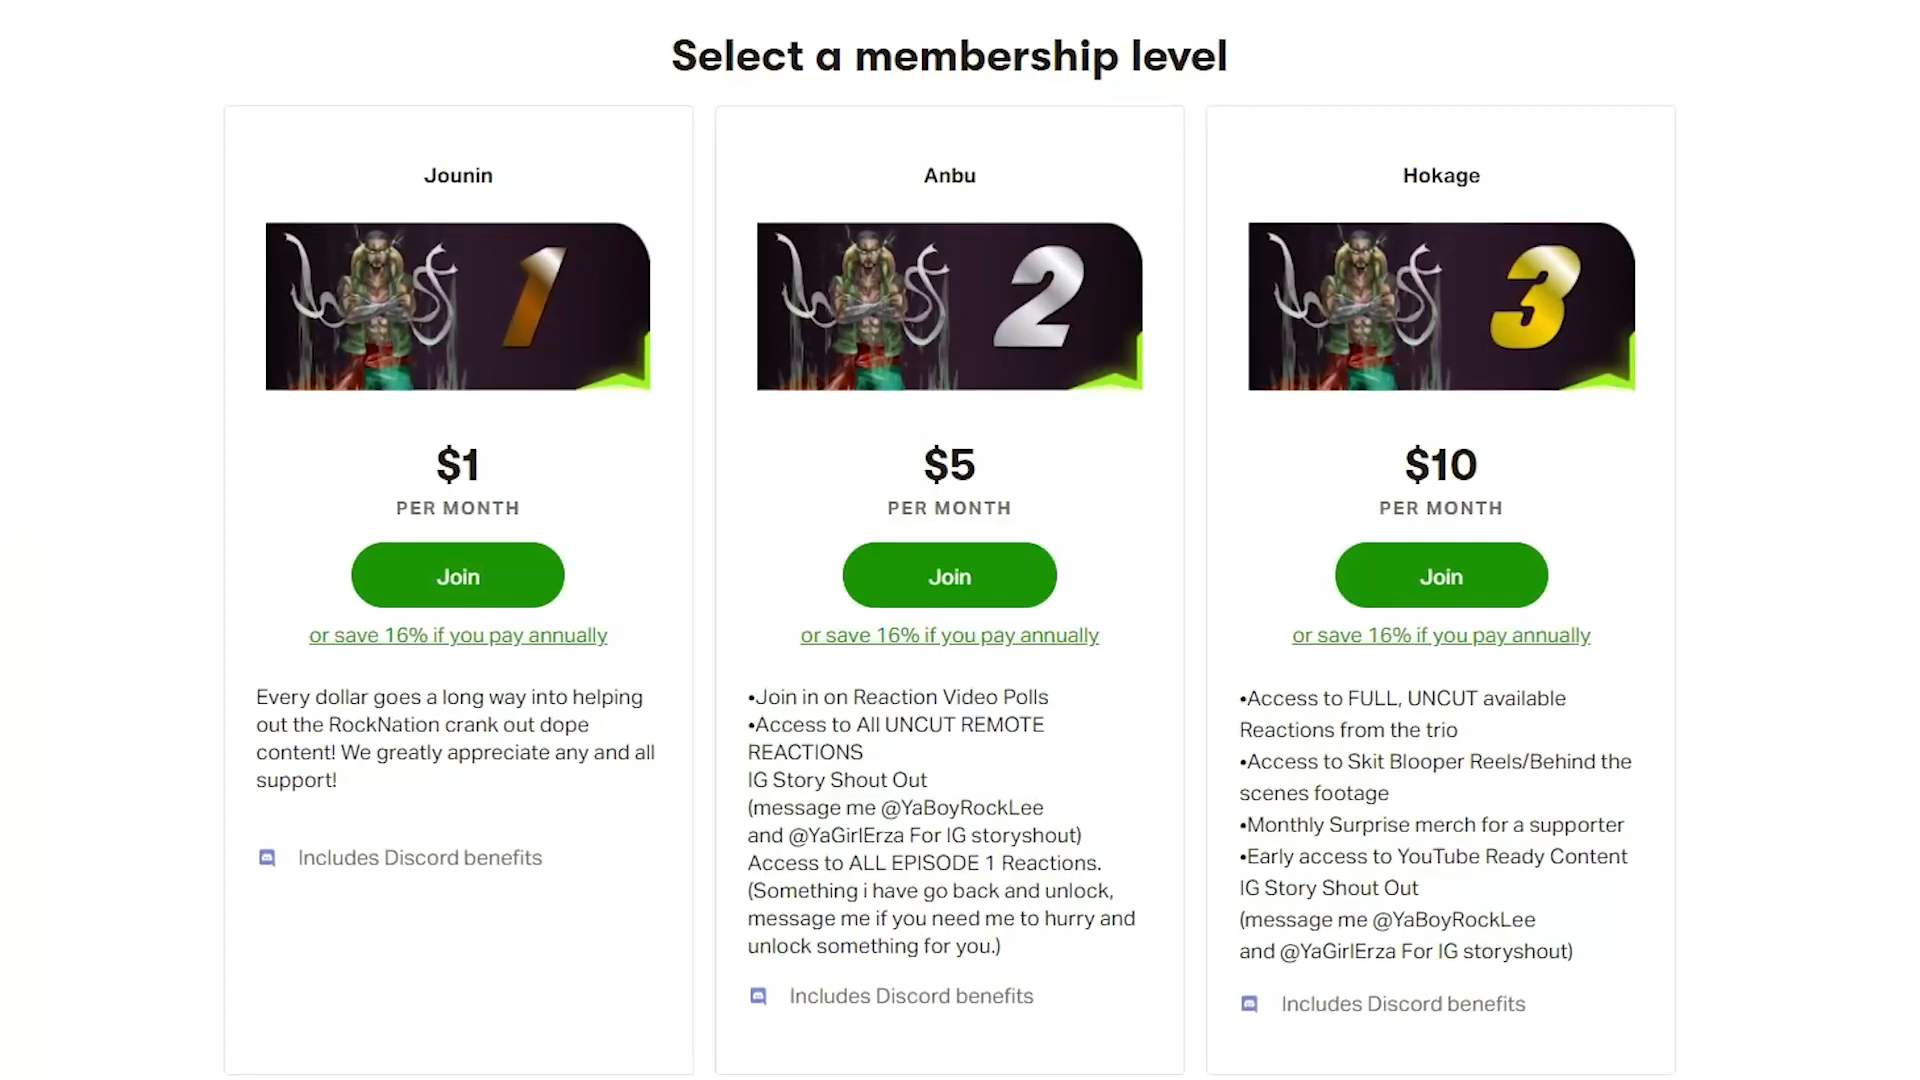 Select a membership level
Jounin
1
$1
PER MONTH
Join
or save 16% if you pay annually
Every dollar goes a long way into helping
out the RockNation crank out dope
content! We greatly appreciate any and all
support!
Includes Discord benefits
Anbu
2
$5
PER MONTH
Join
or save 16% if you pay annually
•Join in on Reaction Video Polls
•Access to All UNCUT REMOTE
REACTIONS
IG Story Shout Out
(message me @YaBoyRockLee
and @YaGirlErza For IG storyshout)
Access to ALL EPISODE 1 Reactions.
(Something i have go back and unlock,
message me if you need me to hurry and
unlock something for you.)
Includes Discord benefits
Hokage
3
$10
PER MONTH
Join
or save 16% if you pay annually
•Access to FULL, UNCUT available
Reactions from the trio
•Access to Skit Blooper Reels/Behind the
scenes footage
•Monthly Surprise merch for a supporter
•Early access to YouTube Ready Content
IG Story Shout Out
(message me @YaBoyRockLee
and @YaGirlErza For IG storyshout)
Includes Discord benefits